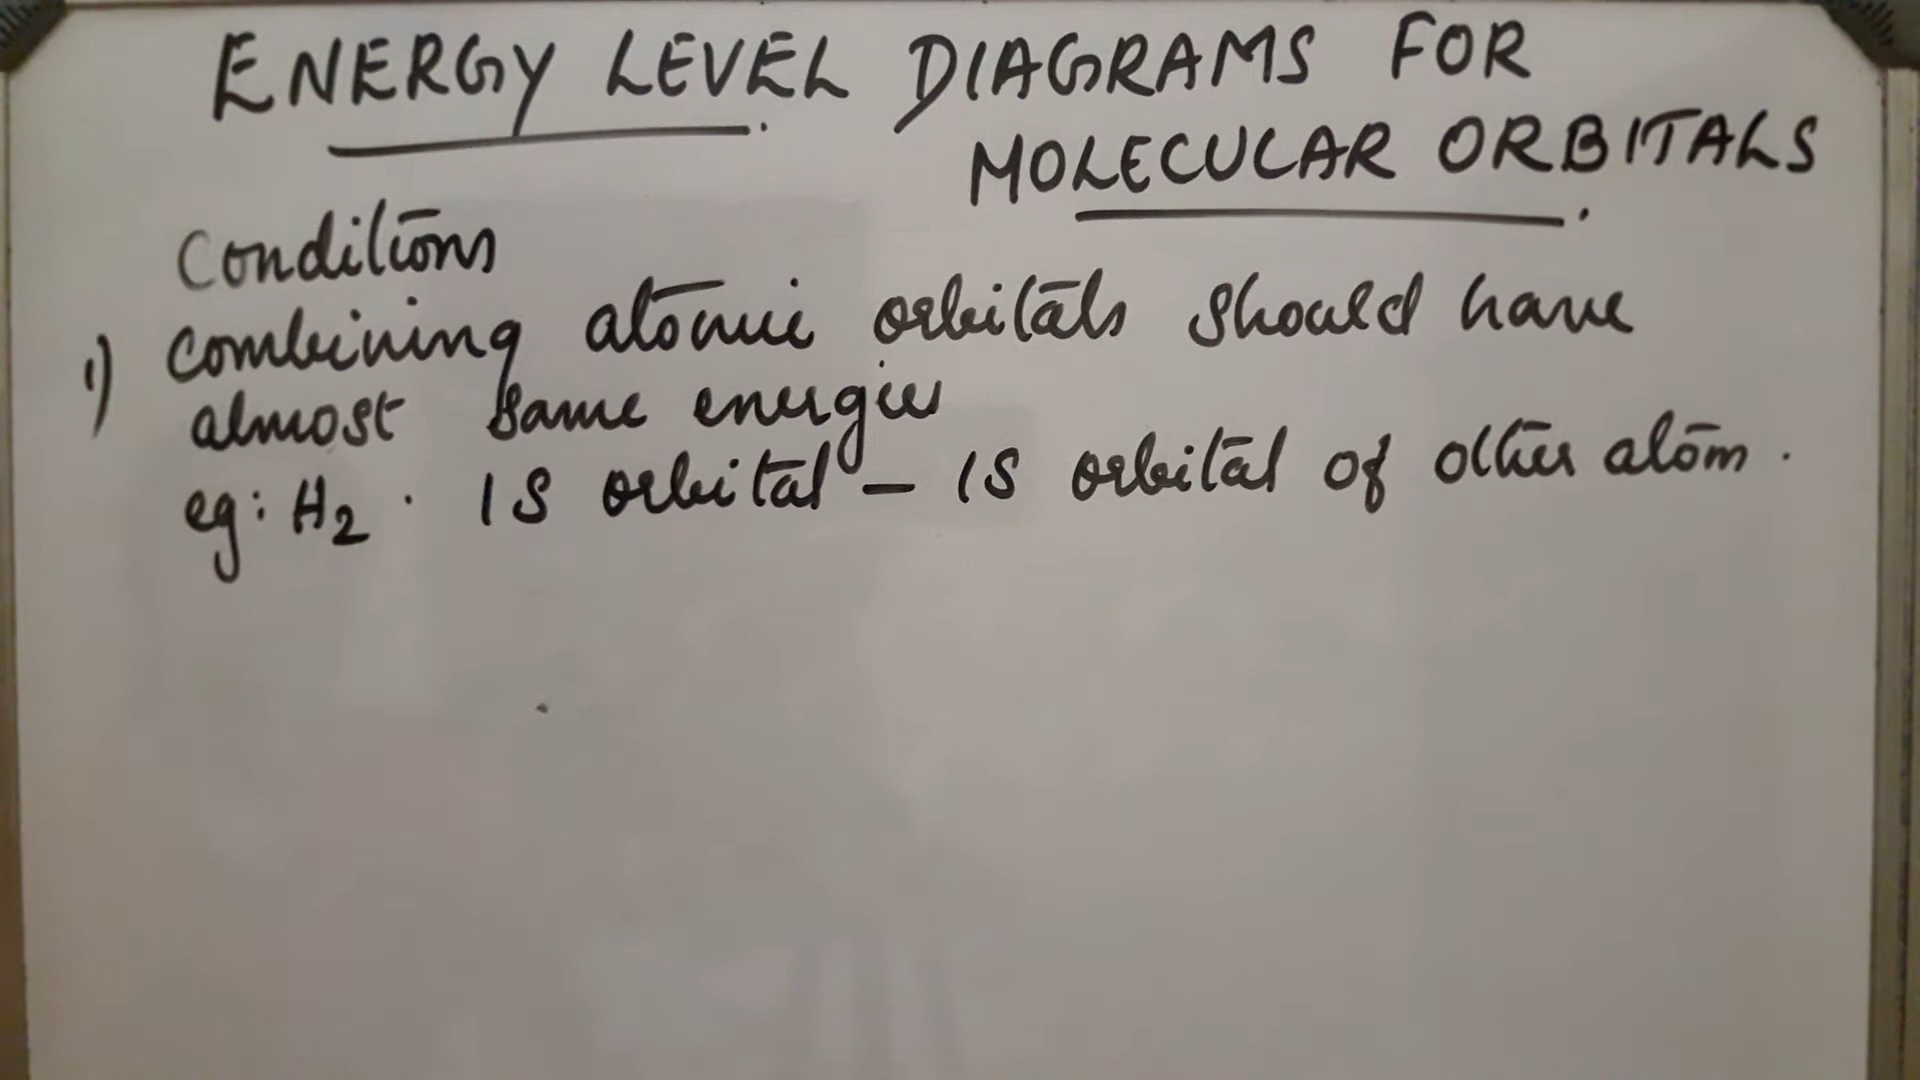 ENERGY LEVEL DIAGRAMS FOR
MOLECULAR ORBITALS
Conditions
1) combining atomic orbitals should have
almost same energies
eg: H2 . 1S orbital - 1S orbital of other atom.